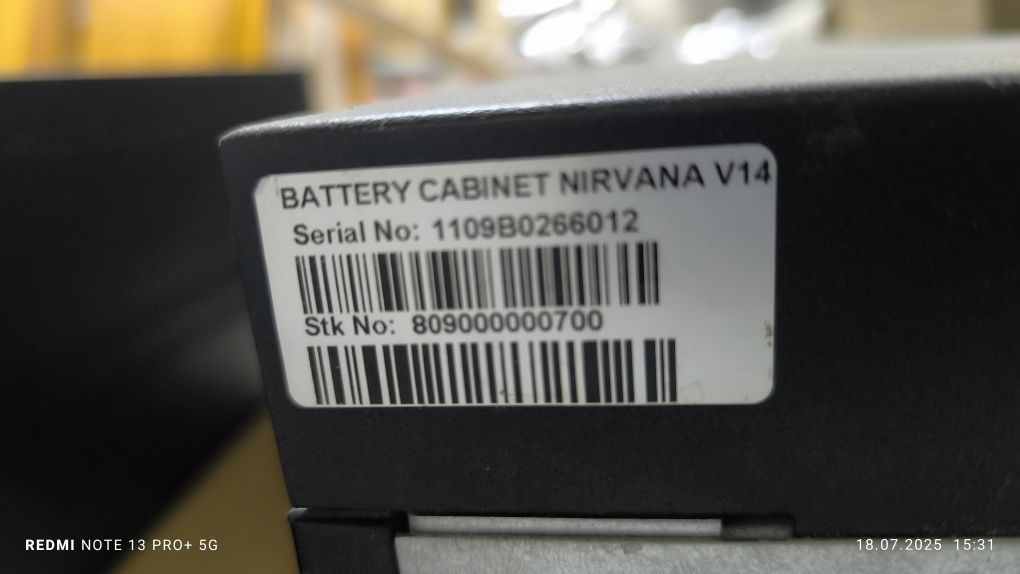 BATTERY CABINET NIRVANA V14
Serial No: 1109B0266012
Stk No: 809000000700
REDMI NOTE 13 PRO+ 5G
18.07.2025 15:31